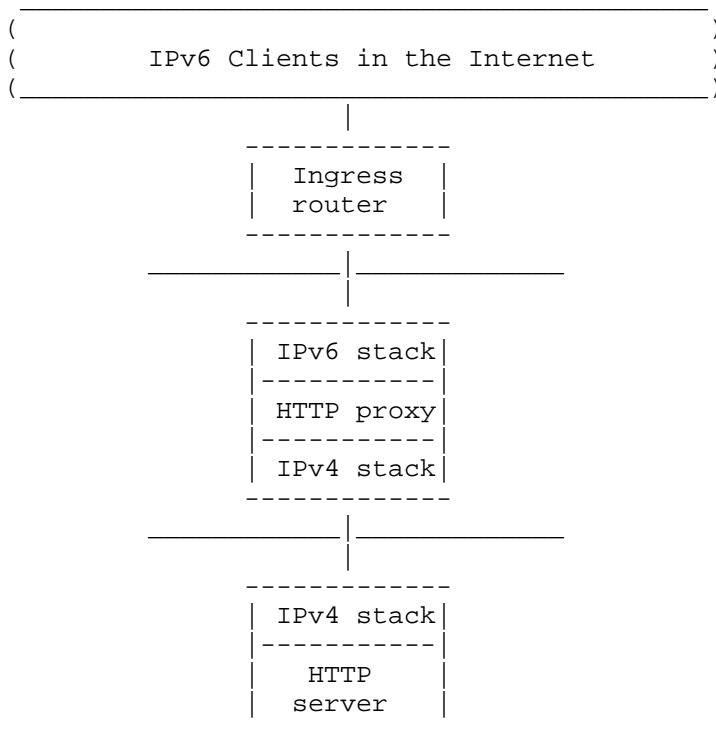 IPv6 Clients in the Internet
Ingress
router
IPv6 stack
HTTP proxy
IPv4 stack
IPv4 stack
HTTP
server